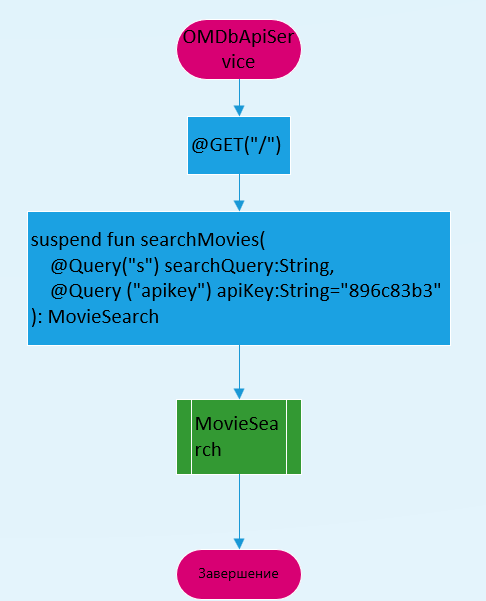 OMDbApiSer
vice
@GET("/")
suspend fun searchMovies(
@Query("s") searchQuery:String,
@Query ("apikey") apiKey:String="896c83b3"
): MovieSearch
MovieSea
rch
Завершение